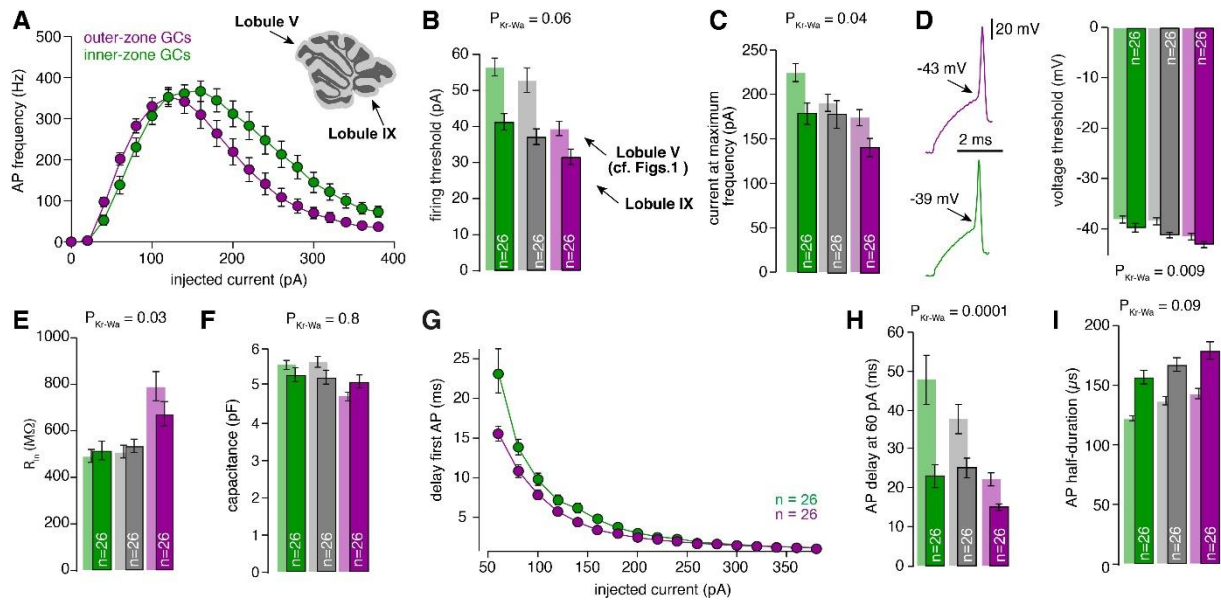 A
outer-zone GCs
inner-zone GCs
Lobule V
Lobule IX
AP frequency (Hz)
500
400
300
200
100
0
0
100
200
300
400
injected current (pA)
B
P Kr-Wa = 0.06
firing threshold (pA)
60
50
40
30
20
10
0
n=26
n=26
n=26
Lobule V
(cf. Figs.1 )
Lobule IX
C
P Kr-Wa = 0.04
current at maximum
frequency (pA)
250
200
150
100
50
0
n=26
n=26
n=26
D
20 mV
-43 mV
2 ms
-39 mV
voltage threshold (mV)
0
-10
-20
-30
-40
n=26
n=26
n=26
P Kr-Wa = 0.009
E
P Kr-Wa = 0.03
R in (MΩ)
1000
800
600
400
200
0
n=26
n=26
n=26
F
P Kr-Wa = 0.8
capacitance (pF)
6
5
4
3
2
1
0
n=26
n=26
n=26
G
delay first AP (ms)
25
20
15
10
5
50
100
150
200
250
300
350
injected current (pA)
n = 26
n = 26
H
P Kr-Wa = 0.0001
AP delay at 60 pA (ms)
60
50
40
30
20
10
0
n=26
n=26
n=26
I
P Kr-Wa = 0.09
AP half-duration (µs)
200
150
100
50
0
n=26
n=26
n=26